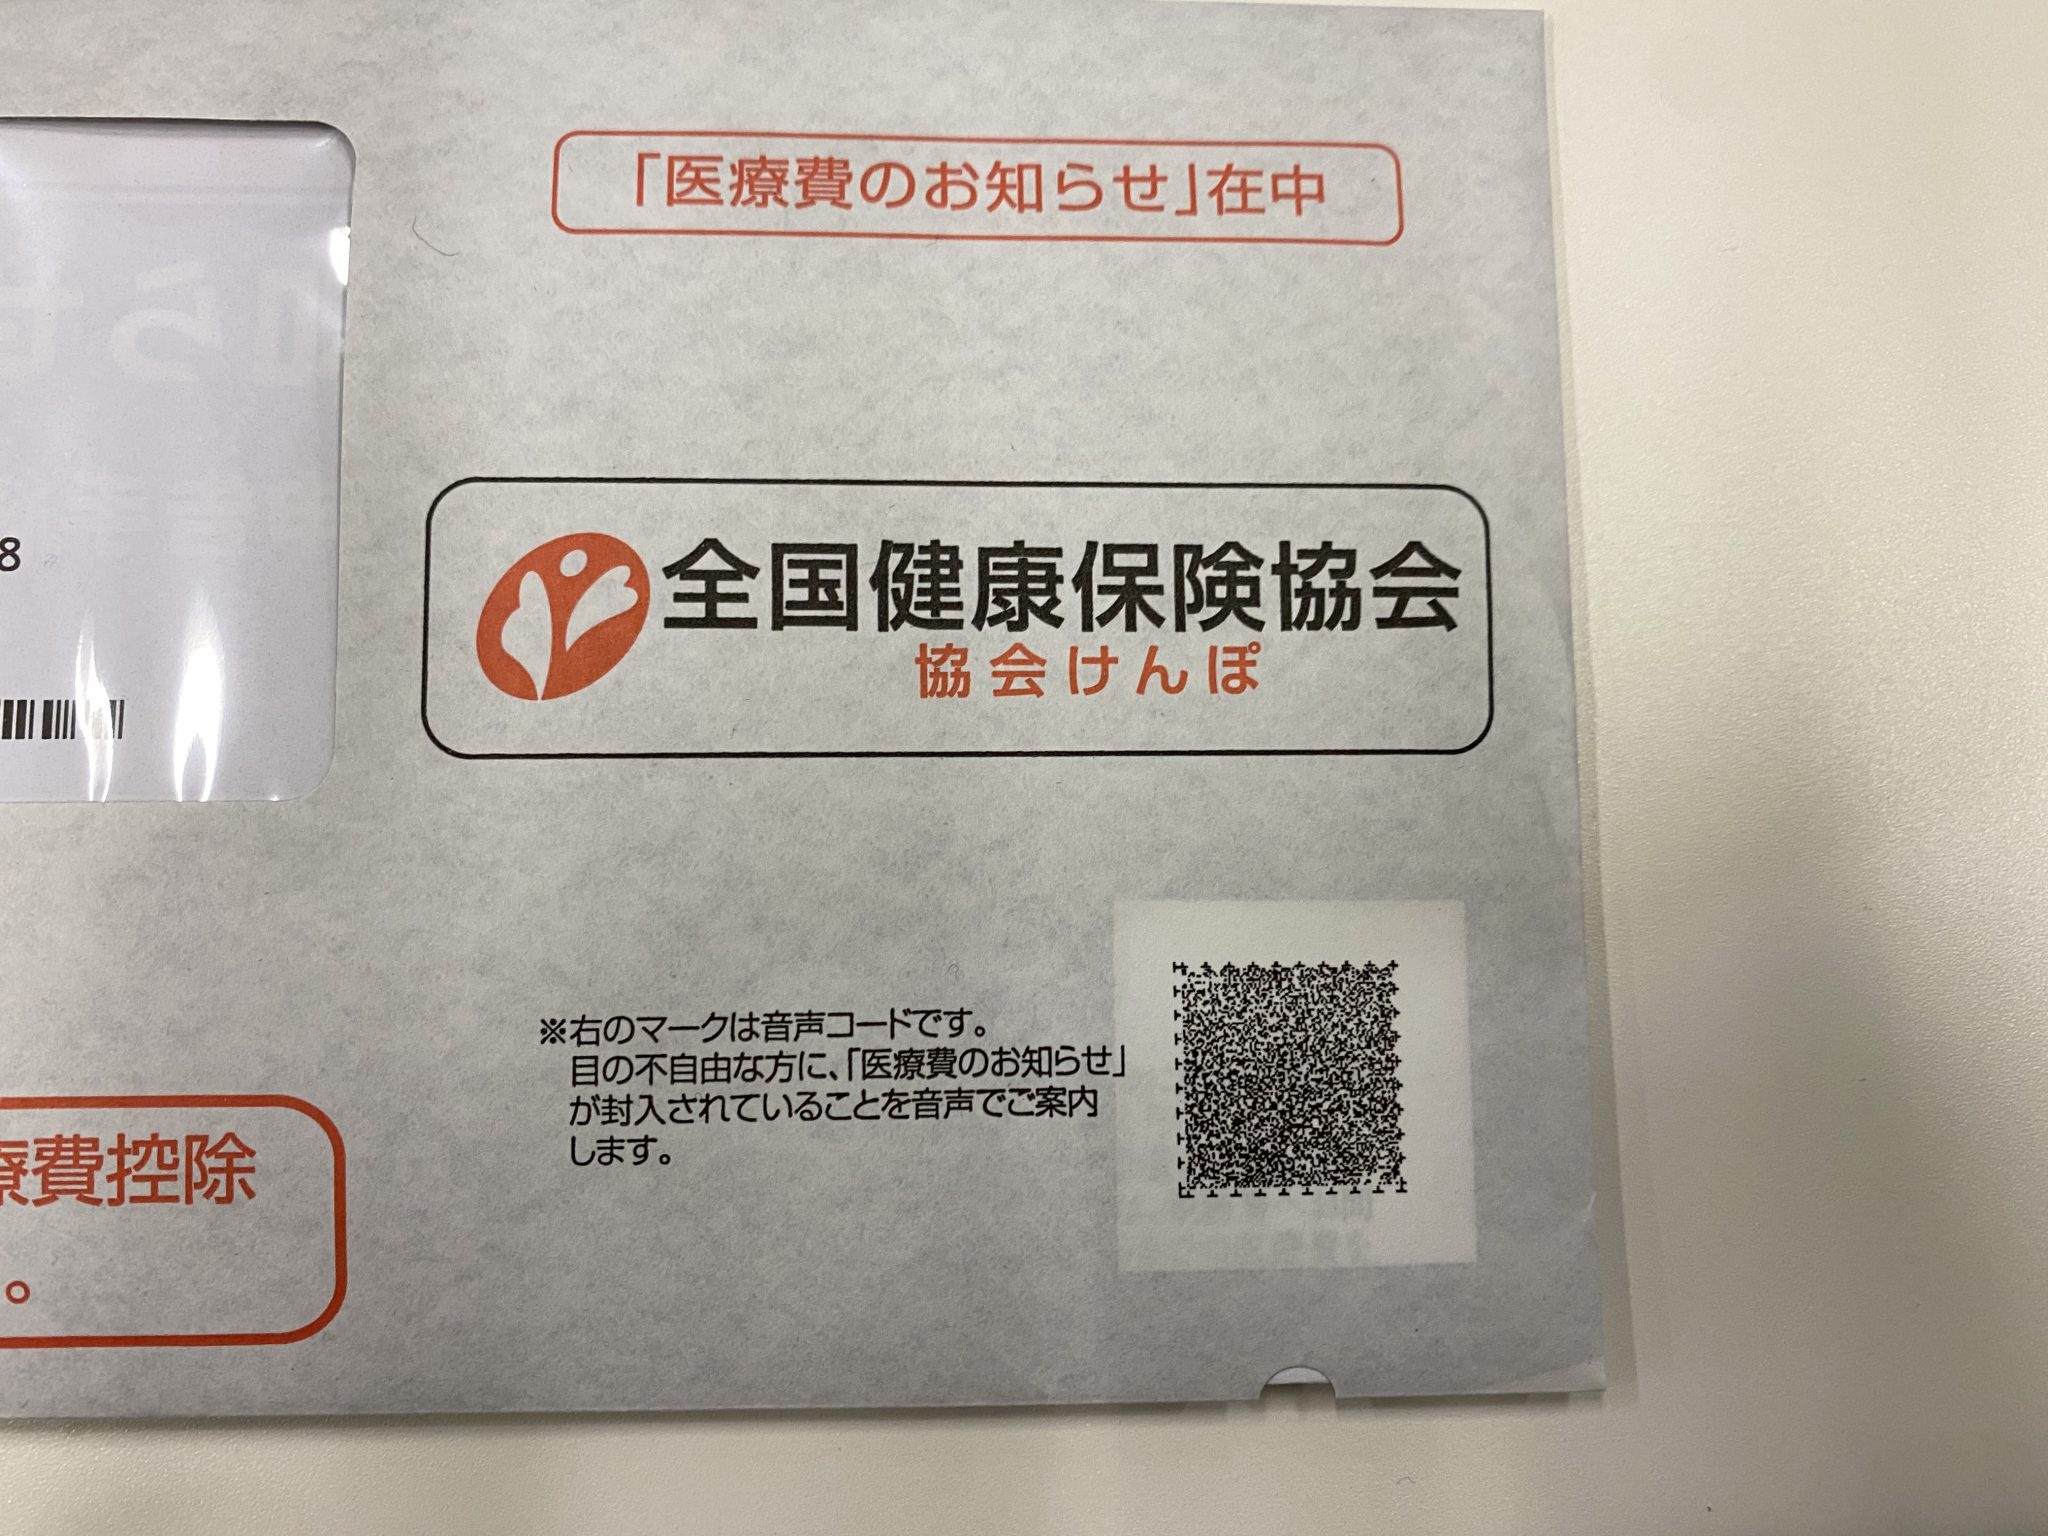 「医療費のお知らせ」在中
8
全国健康保険協会
協会けんぽ
※右のマークは音声コードです。
目の不自由な方に、「医療費のお知らせ」
が封入されていることを音声でご案内
します。
療費控除
。